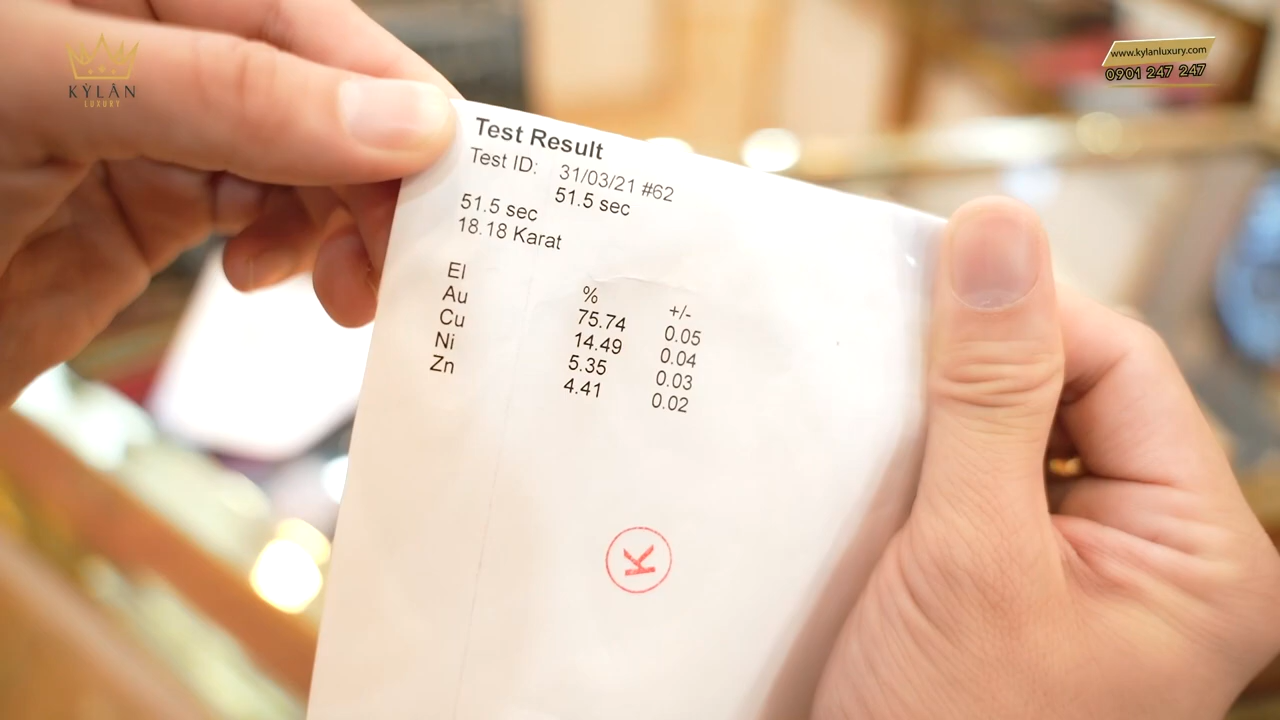 KỲLÂN
LUXURY
www.kylanluxury.com
0901 247 247
Test Result
Test ID: 31/03/21 #62
51.5 sec
51.5 sec
18.18 Karat
El % +/-
Au 75.74 0.05
Cu 14.49 0.04
Ni 5.35 0.03
Zn 4.41 0.02
K